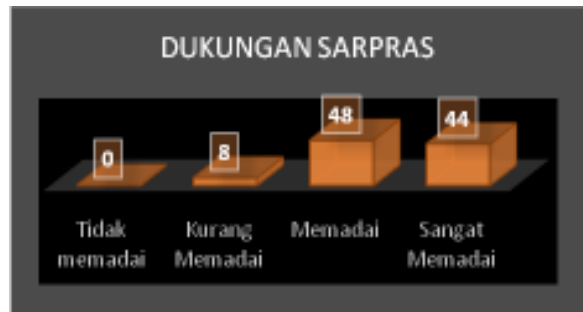 DUKUNGAN SARPRAS
0
8
48
44
Tidak
memadai
Kurang
Memadai
Memadai
Sangat
Memadai